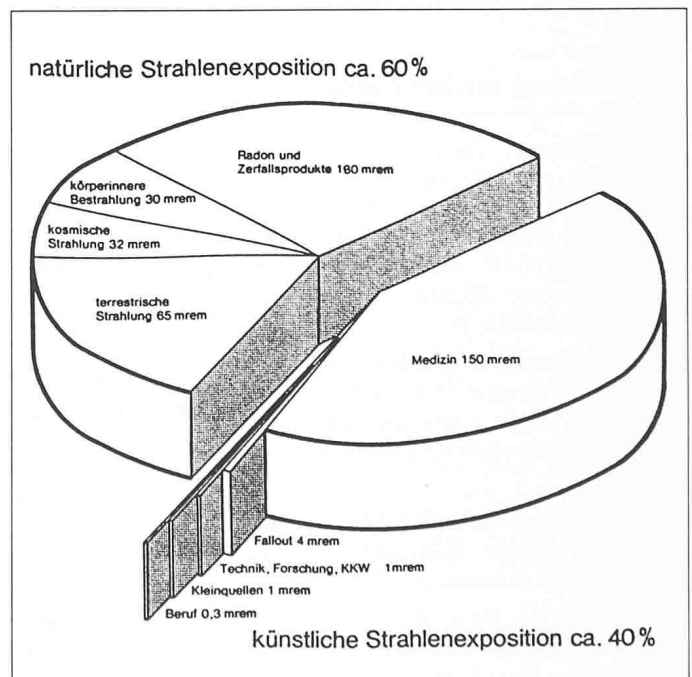 natürliche Strahlenexposition ca. 60%
Radon und
Zerfallsprodukte 160 mrem
körperinnere
Bestrahlung 30 mrem
kosmische
Strahlung 32 mrem
terrestrische
Strahlung 65 mrem
Medizin 150 mrem
Fallout 4 mrem
Technik, Forschung, KKW 1mrem
Kleinquellen 1 mrem
Beruf 0,3 mrem
künstliche Strahlenexposition ca. 40%